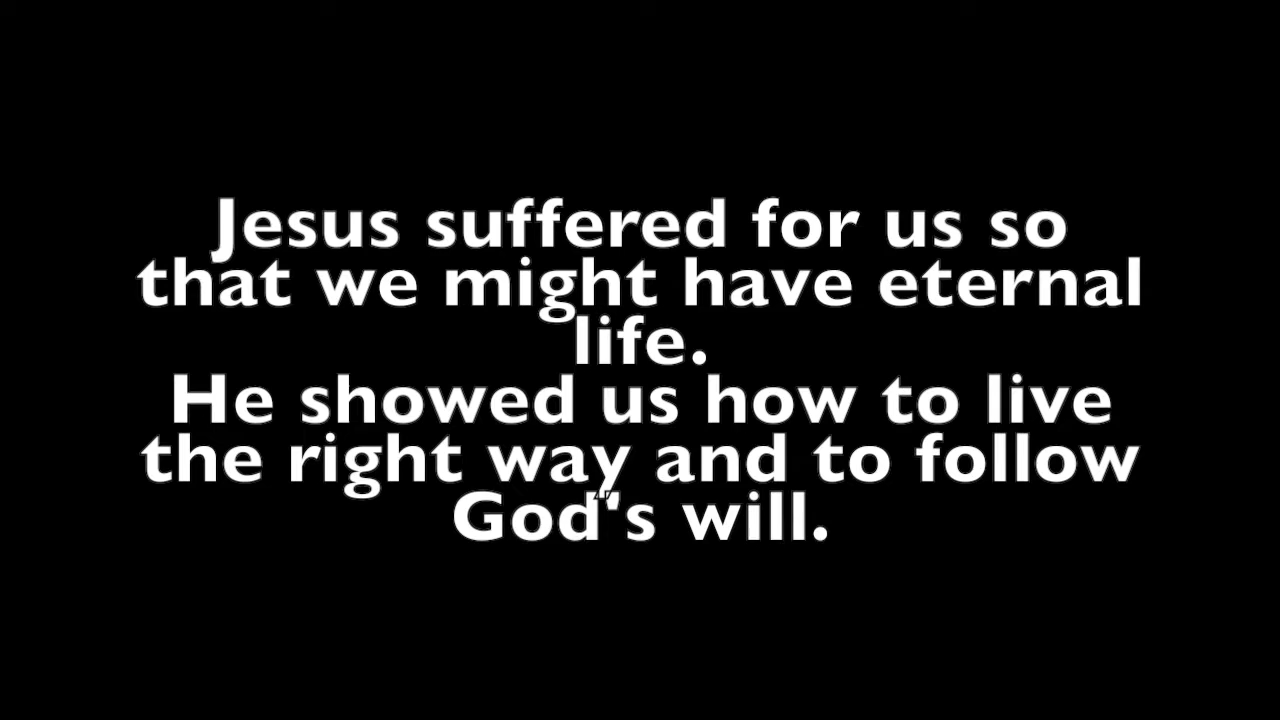 Jesus suffered for us so
that we might have eternal
life.
He showed us how to live
the right way and to follow
God's will.